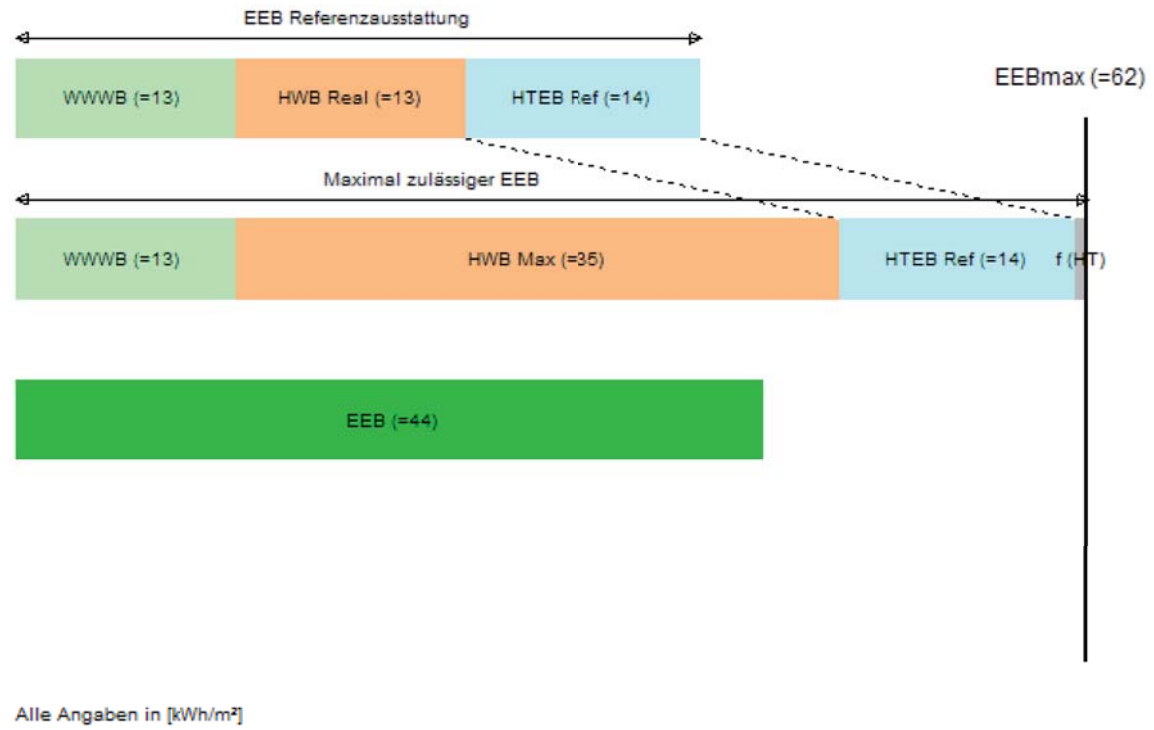 EEB Referenzausstattung
WWWB (=13) HWB Real (=13) HTEB Ref (=14)
EEBmax (=62)
Maximal zulässiger EEB
WWWB (=13) HWB Max (=35) HTEB Ref (=14) f (HT)
EEB (=44)
Alle Angaben in [kWh/m²]